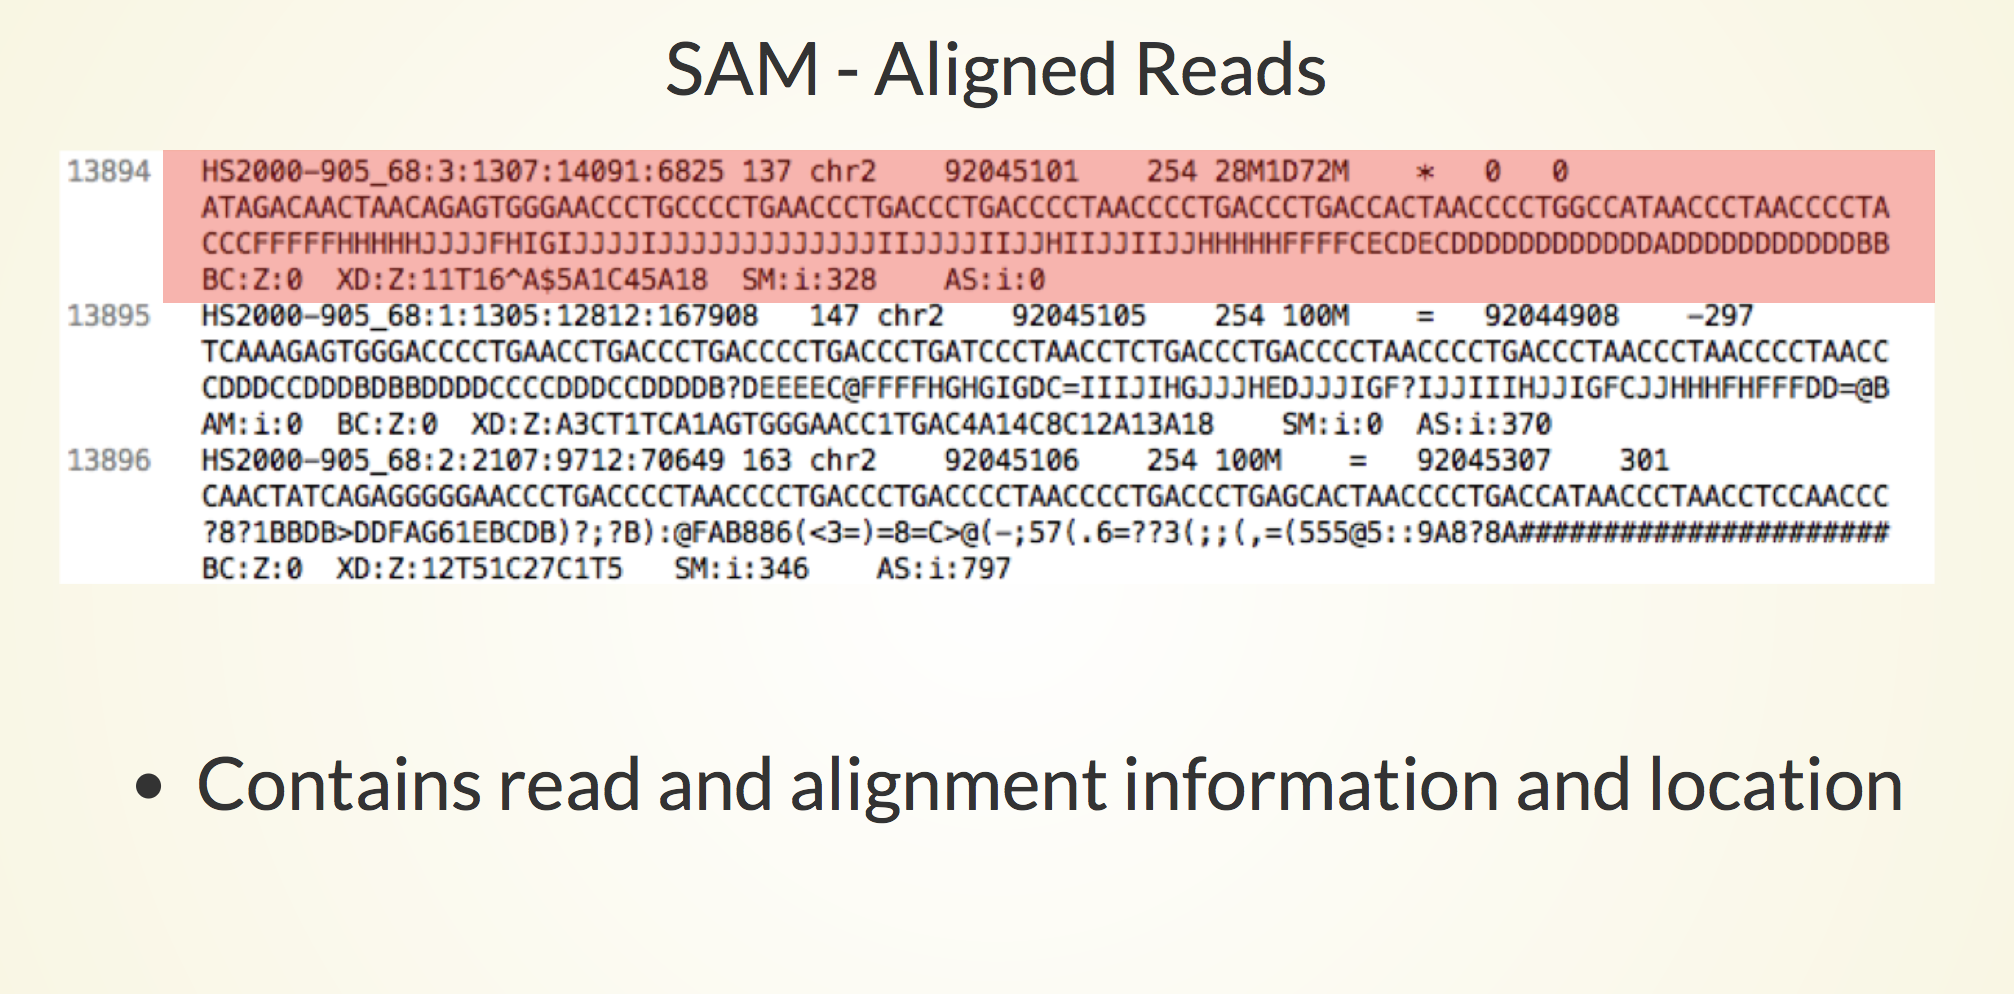 SAM - Aligned Reads
13894 HS2000-905_68:3:1307:14091:6825 137 chr2 92045101 254 28M1D72M * 0 0
ATAGACAACTAACAGAGTGGGAACCCTGCCCCTGAACCCTGACCCTGACCCCTAACCCCTGACCCTGACCACTAACCCCTGGCCATAACCCTAACCCCTA
CCCFFFFFHHHHHJJJJFHIGIJJJJIJJJJJJJJJJJJJIIJJJJIIJJHIIJJIIJJHHHHHFFFFCECDECDDDDDDDDDDDDADDDDDDDDDDDBB
BC:Z:0 XD:Z:11T16^A$5A1C45A18 SM:i:328 AS:i:0
13895 HS2000-905_68:1:1305:12812:167908 147 chr2 92045105 254 100M = 92044908 -297
TCAAAGAGTGGGACCCCTGAACCTGACCCTGACCCCTGACCCTGATCCCTAACCTCTGACCCTGACCCCTAACCCCTGACCCTAACCCTAACCCCTAACC
CDDDCCDDDBDBBDDDDCCCCDDDCCDDDDB?DEEEEC@FFFFHGHGIGDC=IIIJIHGJJJHEDJJJIGF?IJJIIIHJJIGFCJJHHHFHFFFDD=@B
AM:i:0 BC:Z:0 XD:Z:A3CT1TCA1AGTGGGAACC1TGAC4A14C8C12A13A18 SM:i:0 AS:i:370
13896 HS2000-905_68:2:2107:9712:70649 163 chr2 92045106 254 100M = 92045307 301
CAACTATCAGAGGGGGAACCCTGACCCCTAACCCCTGACCCTGACCCCTAACCCCTGACCCTGAGCACTAACCCCTGACCATAACCCTAACCTCCAACCC
?8?1BBDB>DDFAG61EBCDB)?;?B):@FAB886(<3=)=8=C>@(-;57(.6=??3(;;(,=(555@5::9A8?8A######################
BC:Z:0 XD:Z:12T51C27C1T5 SM:i:346 AS:i:797
• Contains read and alignment information and location